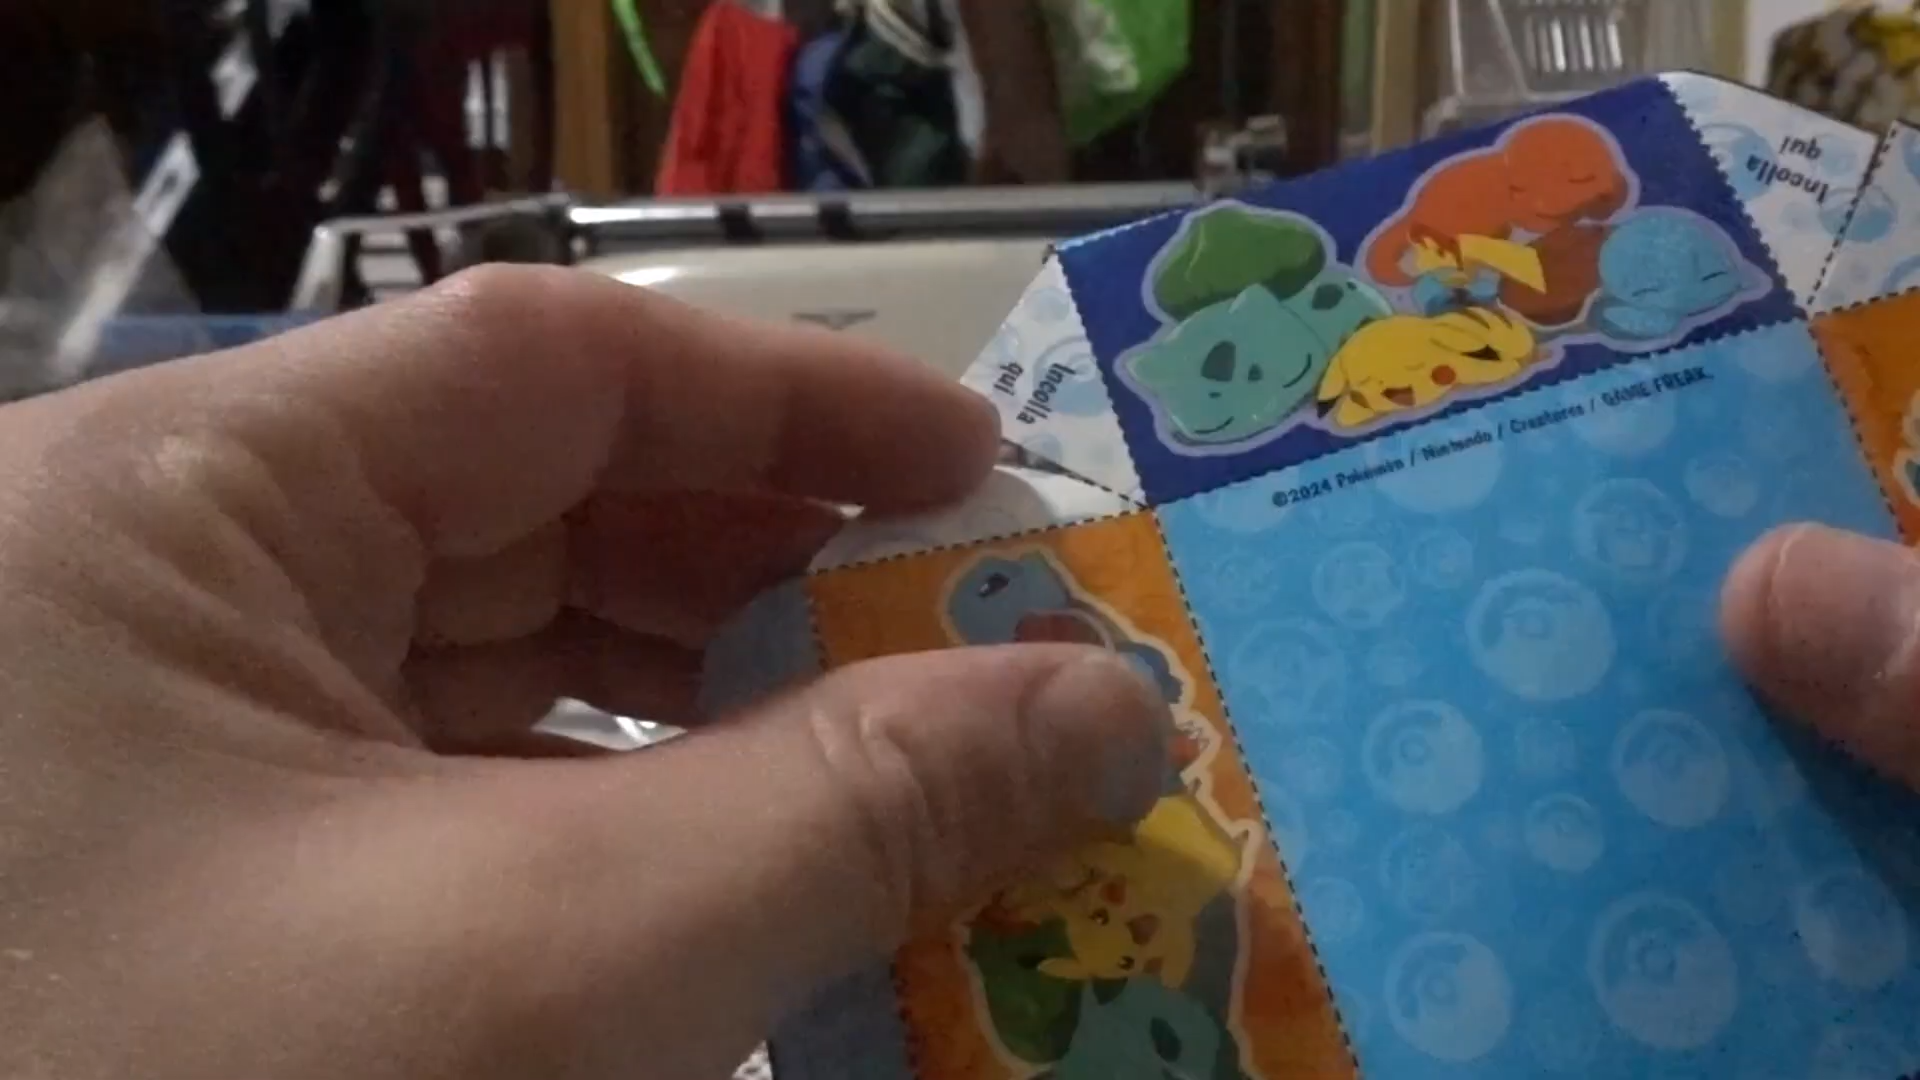 Incolla
qui
Incolla
qui
©2024 Pokémon / Nintendo / Creatures / GAME FREAK.